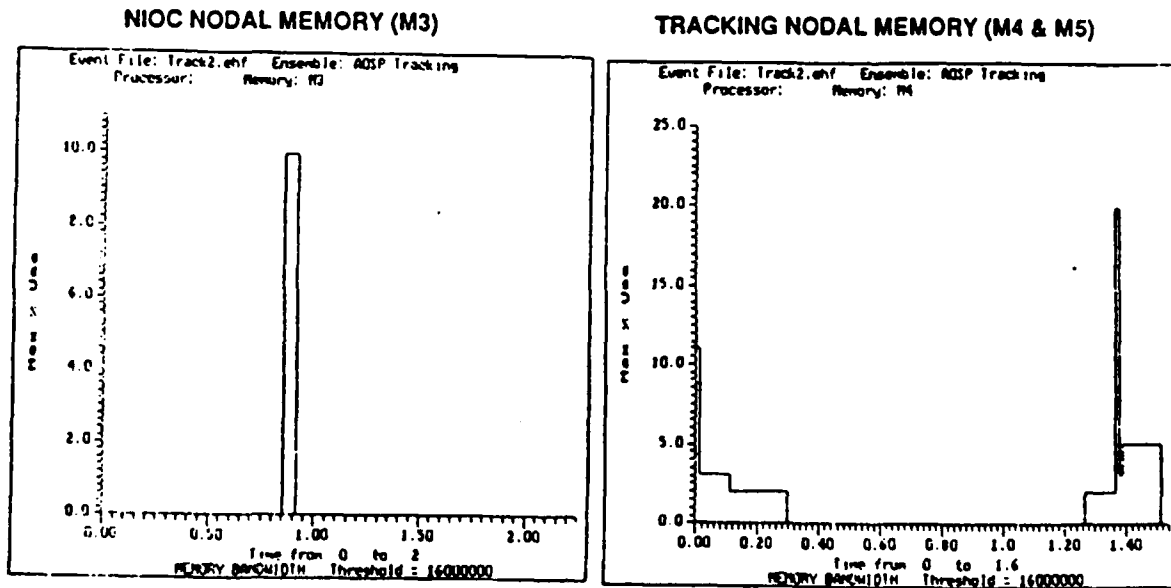 NIOC NODAL MEMORY (M3)
Event File: Track2.ehf Ensemble: AOSP Tracking
Processor: Memory: M3
10.0
8.0
6.0
4.0
2.0
0.0
Max % Use
0.00 0.50 1.00 1.50 2.00
Time from 0 to 2
MEMORY BANDWIDTH Threshold = 16000000
TRACKING NODAL MEMORY (M4 & M5)
Event File: Track2.ehf Ensemble: AOSP Tracking
Processor: Memory: M4
25.0
20.0
15.0
10.0
5.0
0.0
Max % Use
0.00 0.20 0.40 0.60 0.80 1.00 1.20 1.40
Time from 0 to 1.6
MEMORY BANDWIDTH Threshold = 16000000